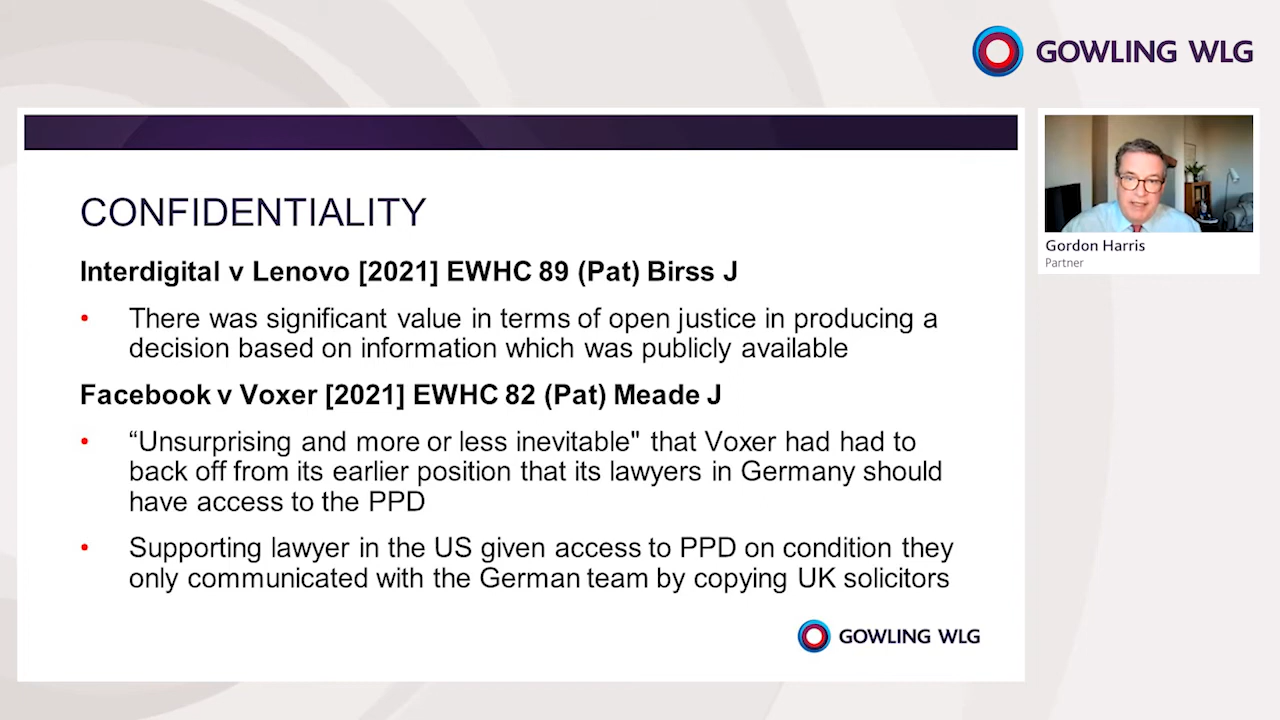 GOWLING WLG
CONFIDENTIALITY
Interdigital v Lenovo [2021] EWHC 89 (Pat) Birss J
• There was significant value in terms of open justice in producing a
decision based on information which was publicly available
Facebook v Voxer [2021] EWHC 82 (Pat) Meade J
• “Unsurprising and more or less inevitable" that Voxer had had to
back off from its earlier position that its lawyers in Germany should
have access to the PPD
• Supporting lawyer in the US given access to PPD on condition they
only communicated with the German team by copying UK solicitors
GOWLING WLG
Gordon Harris
Partner